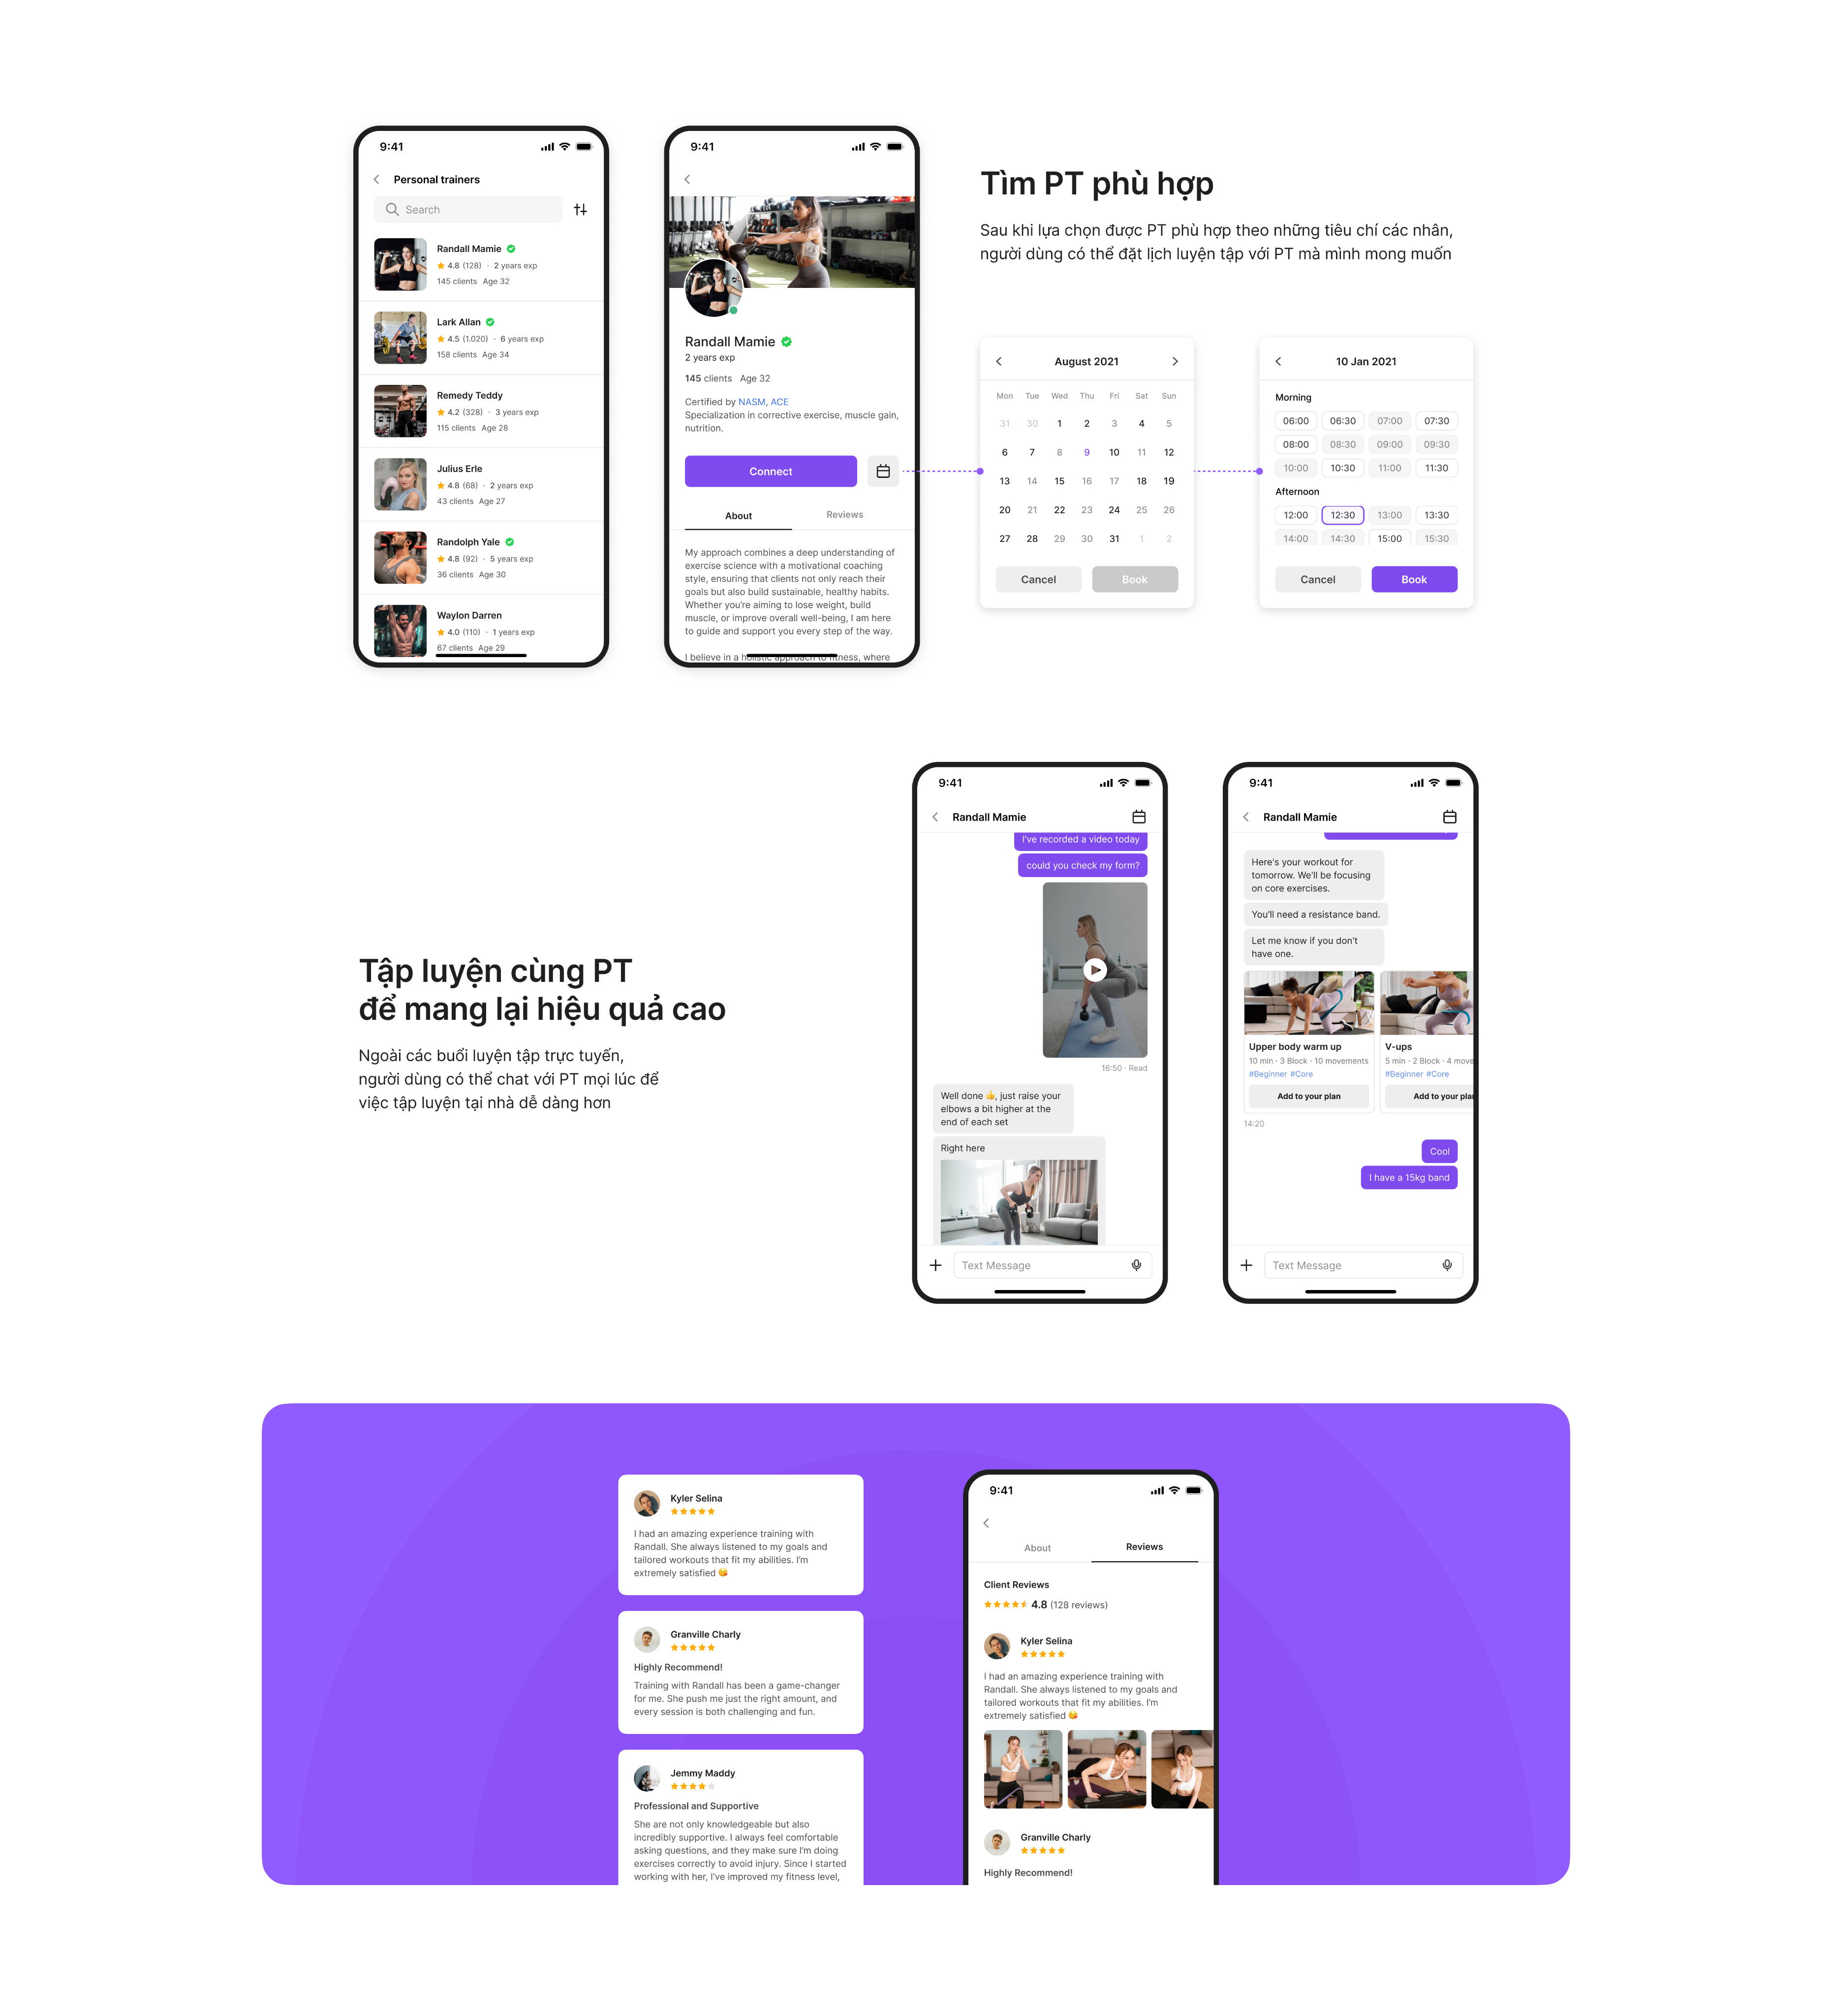 9:41
Personal trainers
Search
Randall Mamie
4.8 (128) · 2 years exp
145 clients Age 32
Lark Allan
4.5 (1.020) · 6 years exp
158 clients Age 34
Remedy Teddy
4.2 (328) · 3 years exp
115 clients Age 28
Julius Erle
4.8 (68) · 2 years exp
43 clients Age 27
Randolph Yale
4.8 (92) · 5 years exp
36 clients Age 30
Waylon Darren
4.0 (110) · 1 years exp
67 clients Age 29
9:41
Randall Mamie
2 years exp
145 clients Age 32
Certified by NASM, ACE
Specialization in corrective exercise, muscle gain,
nutrition.
Connect
About Reviews
My approach combines a deep understanding of
exercise science with a motivational coaching
style, ensuring that clients not only reach their
goals but also build sustainable, healthy habits.
Whether you're aiming to lose weight, build
muscle, or improve overall well-being, I am here
to guide and support you every step of the way.
I believe in a holistic approach to fitness, where
Tìm PT phù hợp
Sau khi lựa chọn được PT phù hợp theo những tiêu chí các nhân,
người dùng có thể đặt lịch luyện tập với PT mà mình mong muốn
August 2021
Mon Tue Wed Thu Fri Sat Sun
31 30 1 2 3 4 5
6 7 8 9 10 11 12
13 14 15 16 17 18 19
20 21 22 23 24 25 26
27 28 29 30 31 1 2
Cancel Book
10 Jan 2021
Morning
06:00 06:30 07:00 07:30
08:00 08:30 09:00 09:30
10:00 10:30 11:00 11:30
Afternoon
12:00 12:30 13:00 13:30
14:00 14:30 15:00 15:30
Cancel Book
Tập luyện cùng PT
để mang lại hiệu quả cao
Ngoài các buổi luyện tập trực tuyến,
người dùng có thể chat với PT mọi lúc để
việc tập luyện tại nhà dễ dàng hơn
9:41
Randall Mamie
I've recorded a video today
could you check my form?
16:50 · Read
Well done 👍, just raise your
elbows a bit higher at the
end of each set
Right here
Text Message
9:41
Randall Mamie
Here's your workout for
tomorrow. We'll be focusing
on core exercises.
You'll need a resistance band.
Let me know if you don't
have one.
Upper body warm up
10 min · 3 Block · 10 movements
#Beginner #Core
Add to your plan
V-ups
5 min · 2 Block · 4 move
#Beginner #Core
Add to your plan
14:20
Cool
I have a 15kg band
Text Message
Kyler Selina
I had an amazing experience training with
Randall. She always listened to my goals and
tailored workouts that fit my abilities. I'm
extremely satisfied 😘
Granville Charly
Highly Recommend!
Training with Randall has been a game-changer
for me. She push me just the right amount, and
every session is both challenging and fun.
Jemmy Maddy
Professional and Supportive
She are not only knowledgeable but also
incredibly supportive. I always feel comfortable
asking questions, and they make sure I'm doing
exercises correctly to avoid injury. Since I started
working with her, I've improved my fitness level,
9:41
About Reviews
Client Reviews
4.8 (128 reviews)
Kyler Selina
I had an amazing experience training with
Randall. She always listened to my goals and
tailored workouts that fit my abilities. I'm
extremely satisfied 😘
Granville Charly
Highly Recommend!